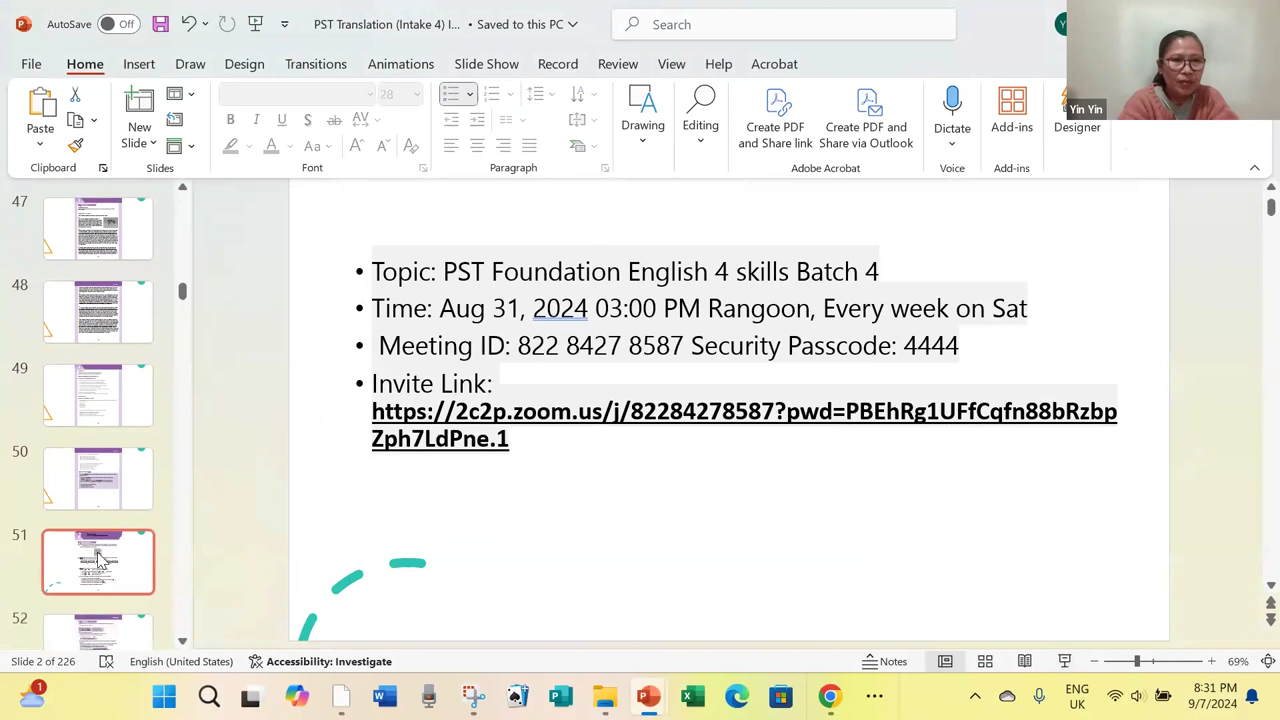 AutoSave Off PST Translation (Intake 4) I... • Saved to this PC Search
File Home Insert Draw Design Transitions Animations Slide Show Record Review View Help Acrobat
Yin Yin
Paste New Slide 28 Drawing Editing Create PDF and Share link Create PDF and Share via Outlook Dictate Add-ins Designer
Clipboard Slides Font Paragraph Adobe Acrobat Voice Add-ins
47
48
49
50
51
52
• Topic: PST Foundation English 4 skills Batch 4
• Time: Aug 31, 2024 03:00 PM Rangoon, Every week on Sat
• Meeting ID: 822 8427 8587 Security Passcode: 4444
• Invite Link:
https://2c2p.zoom.us/j/82284278587?pwd=PBEhRg1UFfCqfn88bRzbp
Zph7LdPne.1
Slide 2 of 226 English (United States) Accessibility: Investigate Notes 69%
1 ENG 8:31 PM
UK 9/7/2024